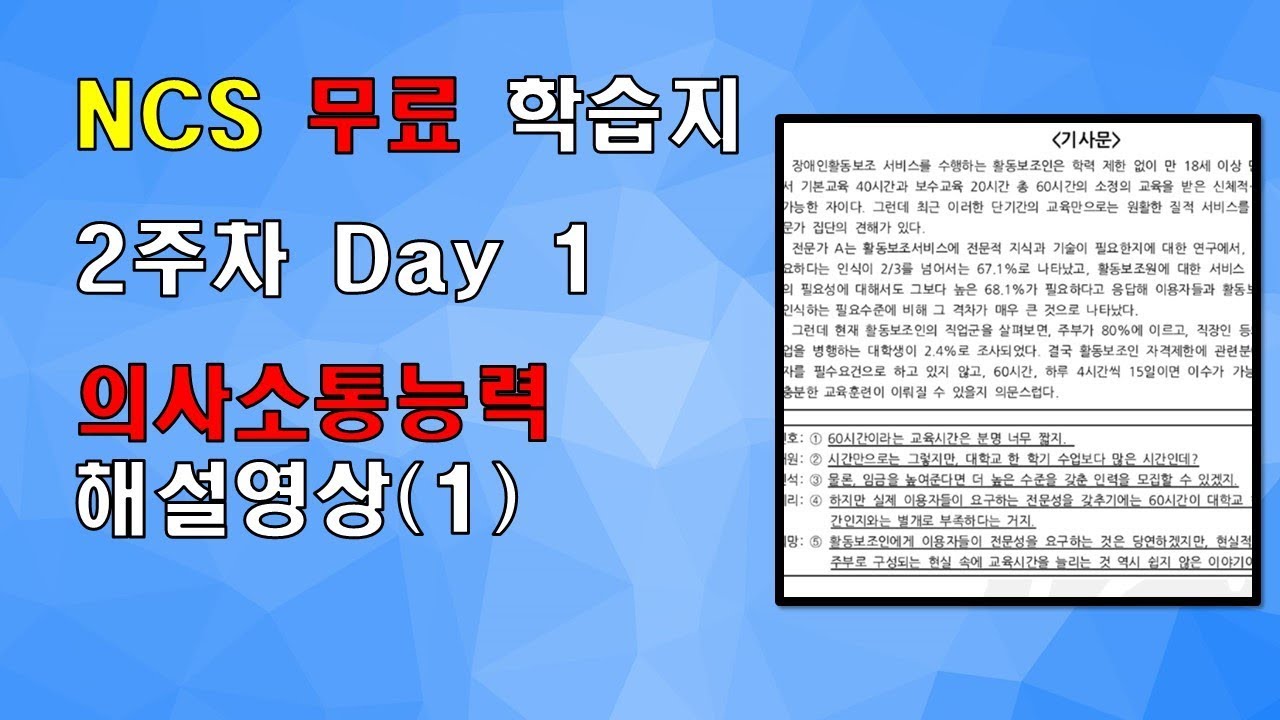 NCS 무료 학습지
2주차 Day 1
의사소통능력
해설영상(1)
<기사문>
장애인활동보조 서비스를 수행하는 활동보조인은 학력 제한 없이 만 18세 이상
서 기본교육 40시간과 보수교육 20시간 총 60시간의 소정의 교육을 받은 신체적
가능한 자이다. 그런데 최근 이러한 단기간의 교육만으로는 원활한 질적 서비스를
문가 집단의 견해가 있다.
전문가 A는 활동보조서비스에 전문적 지식과 기술이 필요한지에 대한 연구에서,
요하다는 인식이 2/3를 넘어서는 67.1%로 나타났고, 활동보조원에 대한 서비스
의 필요성에 대해서도 그보다 높은 68.1%가 필요하다고 응답해 이용자들과 활동보
인식하는 필요수준에 비해 그 격차가 매우 큰 것으로 나타났다.
그런데 현재 활동보조인의 직업군을 살펴보면, 주부가 80%에 이르고, 직장인 등
업을 병행하는 대학생이 2.4%로 조사되었다. 결국 활동보조인 자격제한에 관련분
자를 필수요건으로 하고 있지 않고, 60시간, 하루 4시간씩 15일이면 이수가 가능
충분한 교육훈련이 이뤄질 수 있을지 의문스럽다.
호: ① 60시간이라는 교육시간은 분명 너무 짧지.
원: ② 시간만으로는 그렇지만, 대학교 한 학기 수업보다 많은 시간인데?
석: ③ 물론, 임금을 높여준다면 더 높은 수준을 갖춘 인력을 모집할 수 있겠지.
리: ④ 하지만 실제 이용자들이 요구하는 전문성을 갖추기에는 60시간이 대학교
간인지와는 별개로 부족하다는 거지.
망: ⑤ 활동보조인에게 이용자들이 전문성을 요구하는 것은 당연하겠지만, 현실적
주부로 구성되는 현실 속에 교육시간을 늘리는 것 역시 쉽지 않은 이야기